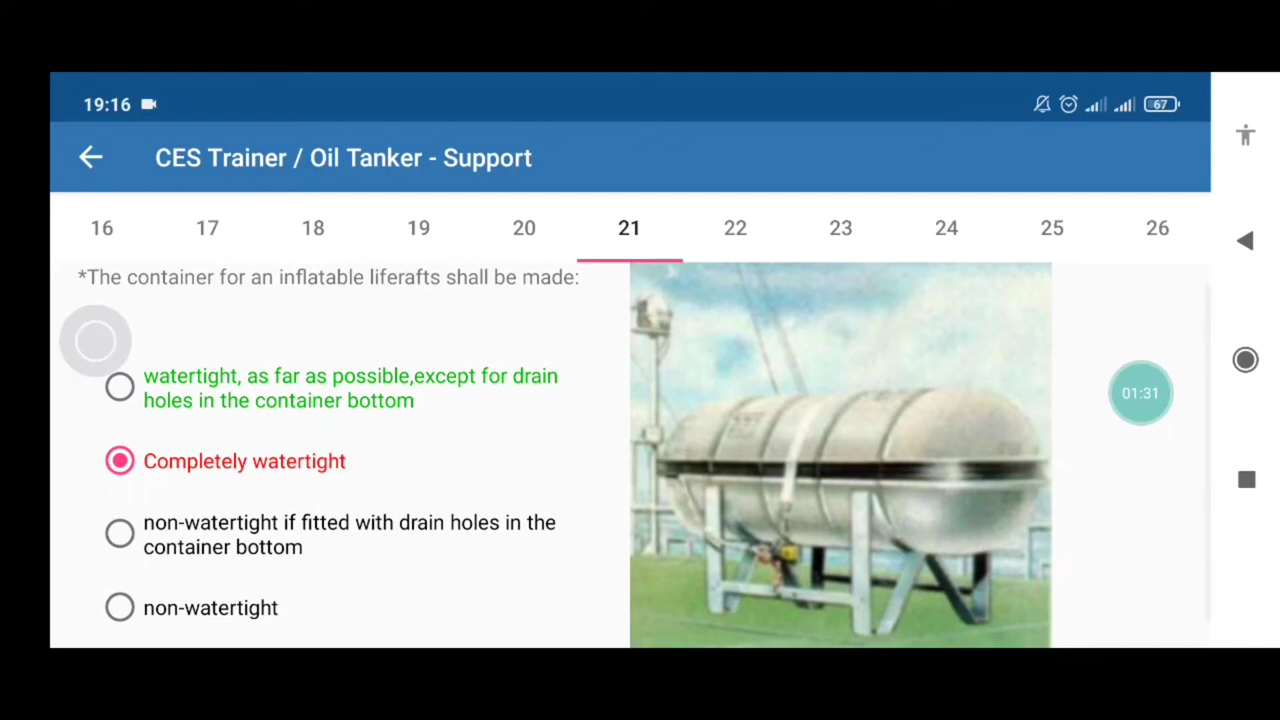 19:16
67
CES Trainer / Oil Tanker - Support
16 17 18 19 20 21 22 23 24 25 26
*The container for an inflatable liferafts shall be made:
watertight, as far as possible,except for drain
holes in the container bottom
01:31
Completely watertight
non-watertight if fitted with drain holes in the
container bottom
non-watertight